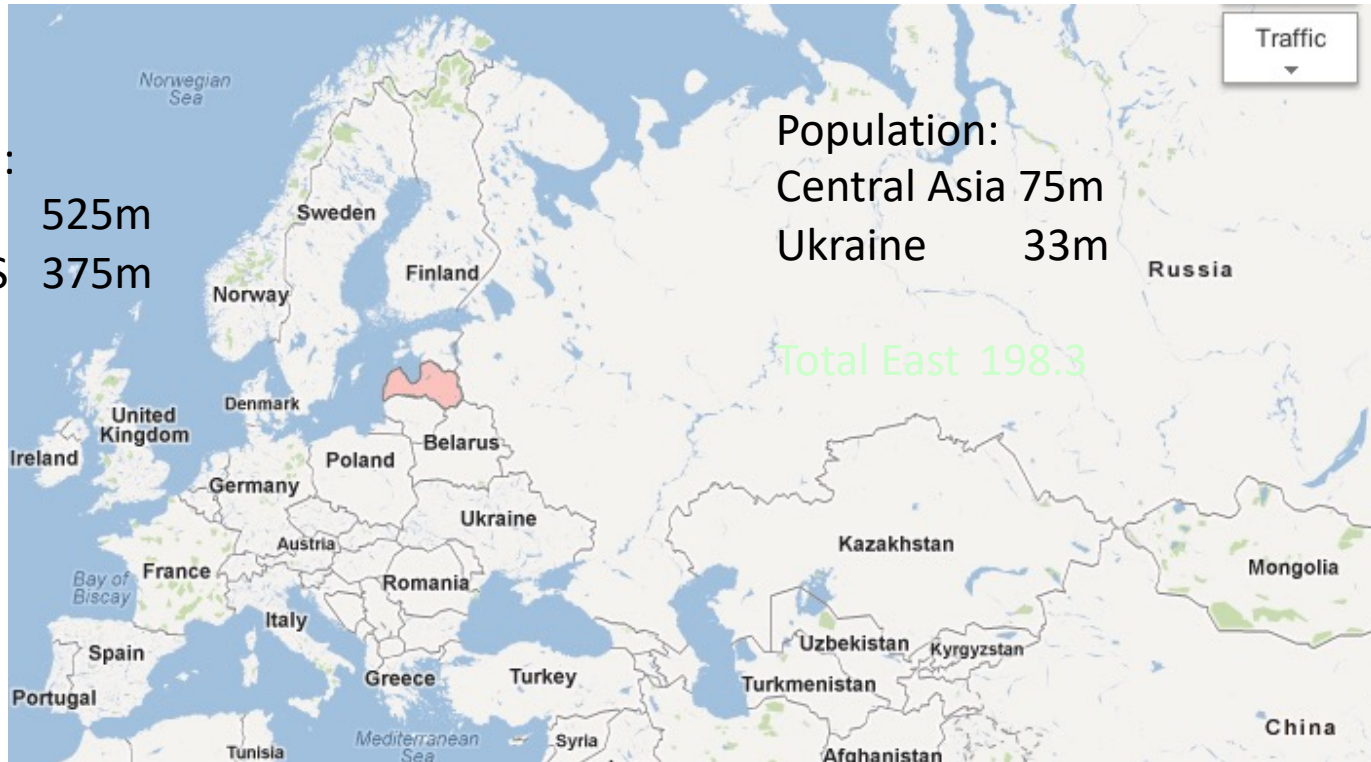 Traffic
Norwegian
Sea
Population:
:
Central Asia 75m
525m
Ukraine 33m
S 375m
Sweden
Finland
Russia
Norway
Total East 198.3
Denmark
United
Kingdom
Ireland
Belarus
Poland
Germany
Ukraine
Austria
Kazakhstan
France
Bay of
Biscay
Romania
Mongolia
Italy
Spain
Uzbekistan
Kyrgyzstan
Greece
Turkey
Turkmenistan
Portugal
China
Tunisia
Mediterranean
Sea
Syria
Afghanistan